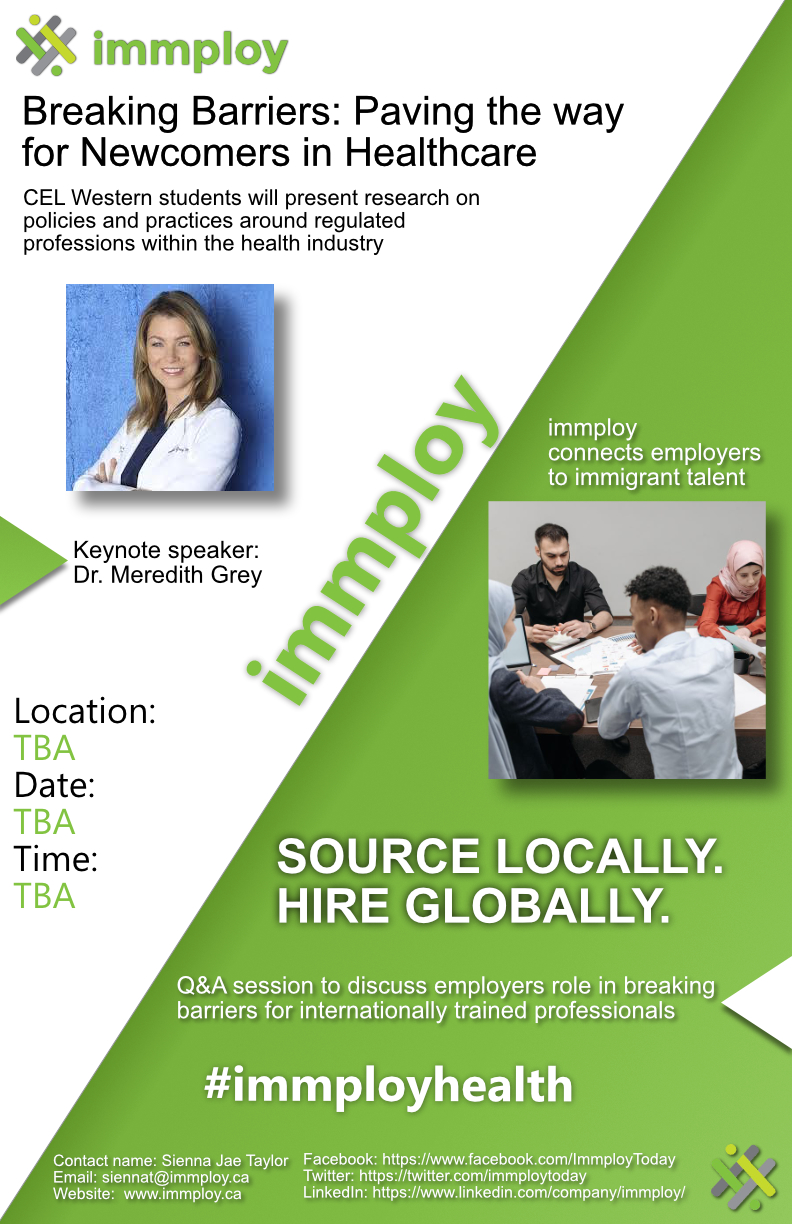 immploy
Breaking Barriers: Paving the way
for Newcomers in Healthcare
CEL Western students will present research on
policies and practices around regulated
professions within the health industry
immploy
immploy
connects employers
to immigrant talent
Keynote speaker:
Dr. Meredith Grey
Location:
TBA
Date:
TBA
Time:
TBA
SOURCE LOCALLY.
HIRE GLOBALLY.
Q&A session to discuss employers role in breaking
barriers for internationally trained professionals
#immployhealth
Contact name: Sienna Jae Taylor
Email: siennat@immploy.ca
Website: www.immploy.ca
Facebook: https://www.facebook.com/ImmployToday
Twitter: https://twitter.com/immploytoday
LinkedIn: https://www.linkedin.com/company/immploy/